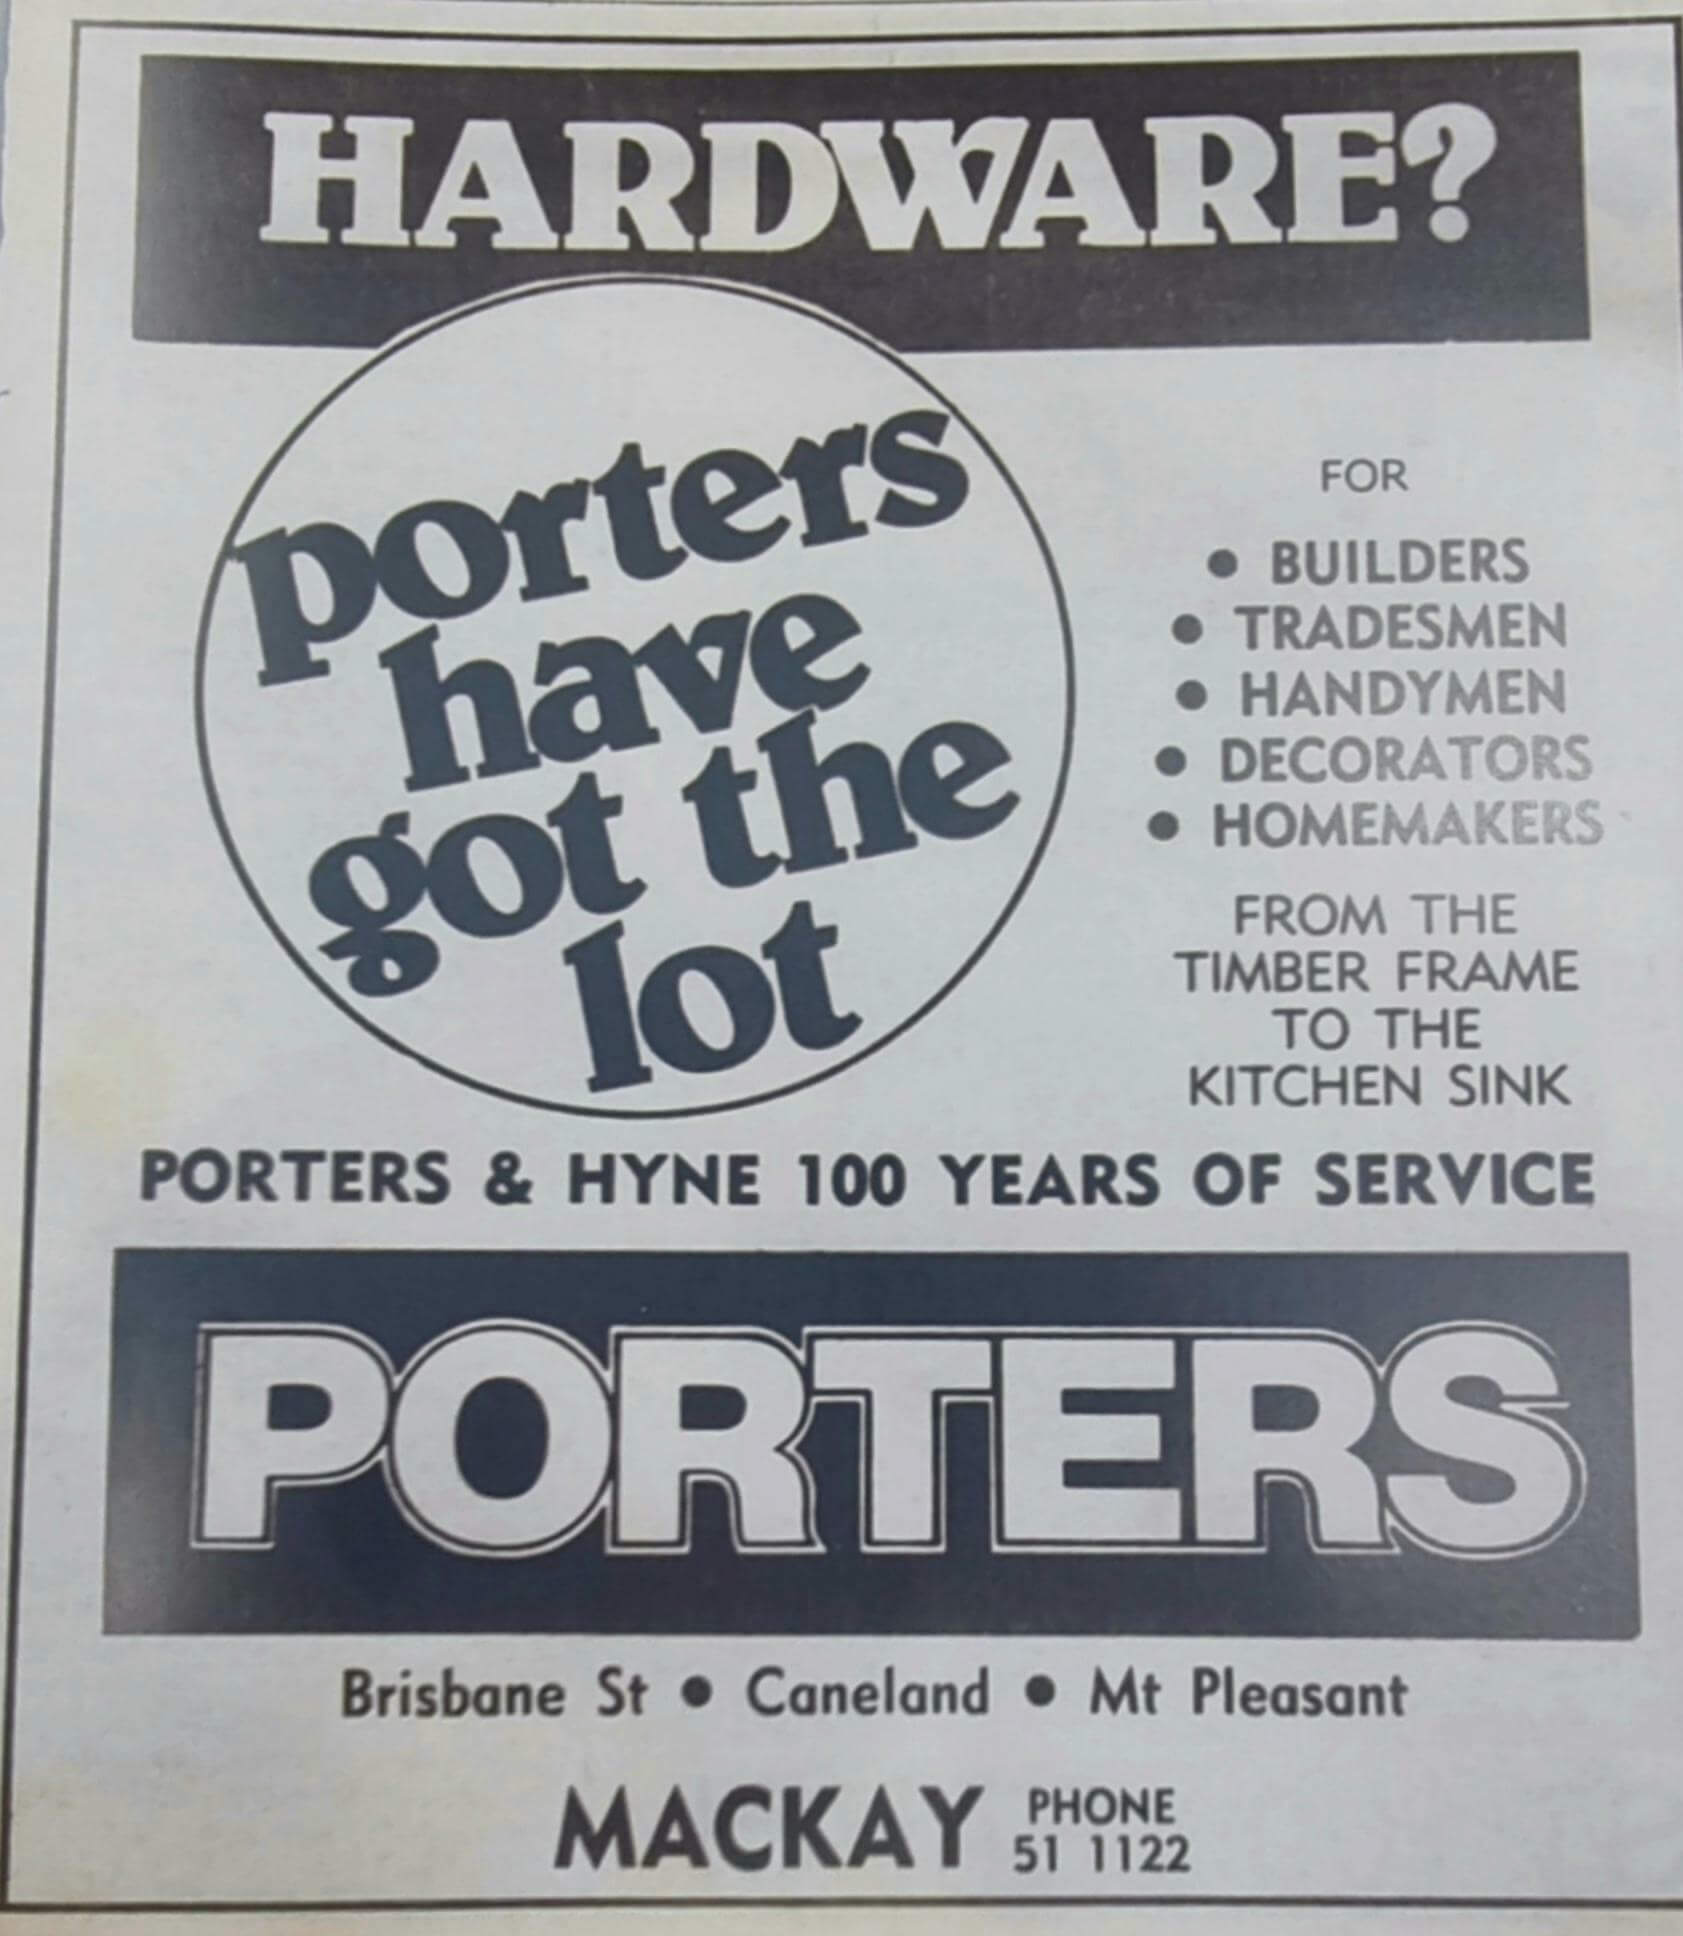 HARDWARE?
porters
have
got the
lot
FOR
• BUILDERS
• TRADESMEN
• HANDYMEN
• DECORATORS
• HOMEMAKERS
FROM THE
TIMBER FRAME
TO THE
KITCHEN SINK
PORTERS & HYNE 100 YEARS OF SERVICE
PORTERS
Brisbane St • Caneland • Mt Pleasant
MACKAY PHONE
51 1122